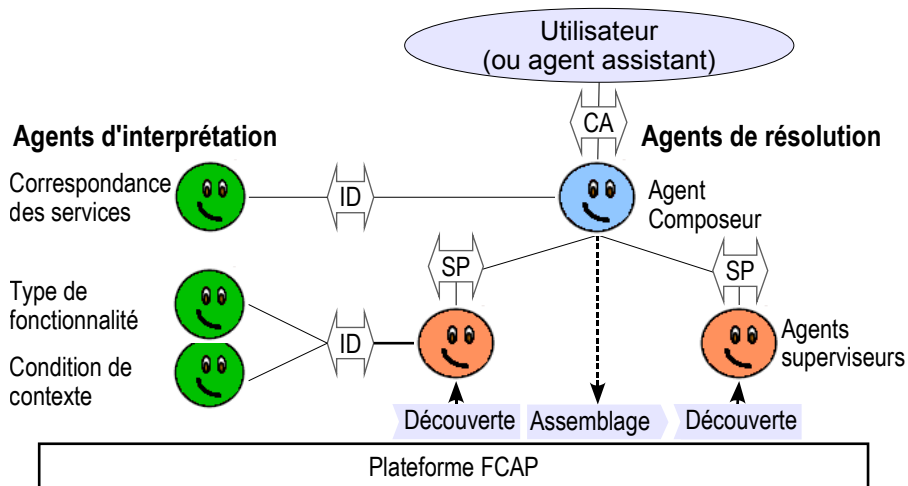 Utilisateur
(ou agent assistant)
CA
Agents d'interprétation
Agents de résolution
Correspondance
des services
ID
Agent
Composeur
SP
SP
Type de
fonctionnalité
ID
Condition de
contexte
Agents
superviseurs
Découverte
Assemblage
Découverte
Plateforme FCAP